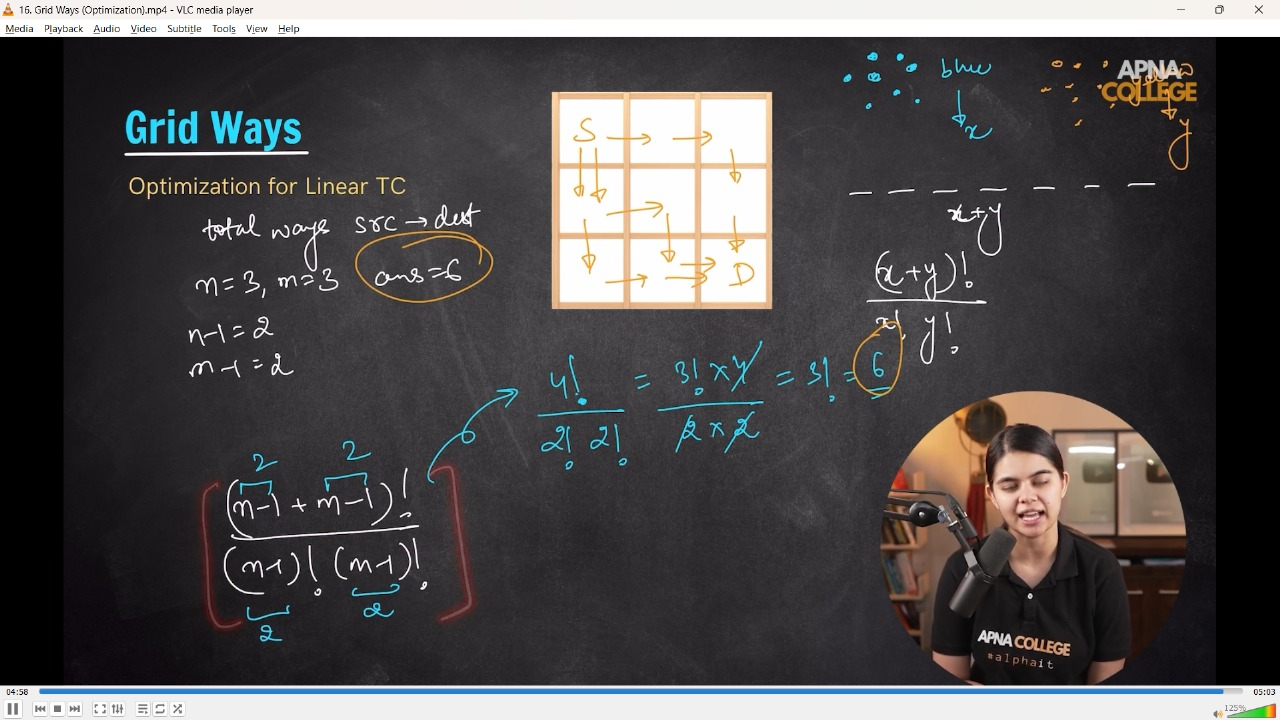 16. Grid Ways (Optimization).mp4 - VLC media player
Media Playback Audio Video Subtitle Tools View Help
APNA
COLLEGE
blue
x
y
Grid Ways
Optimization for Linear TC
total ways src → dest
n=3, m=3 ans=6
n-1=2
m-1=2
S
D
x+y
(x+y)!
x! y!
4! = 3!×4 = 3! = 6
2! 2! 2×2
2 2
(n-1 + m-1)!
(n-1)! (m-1)!
2 2
APNA COLLEGE
#alphait
04:58 05:03
125%